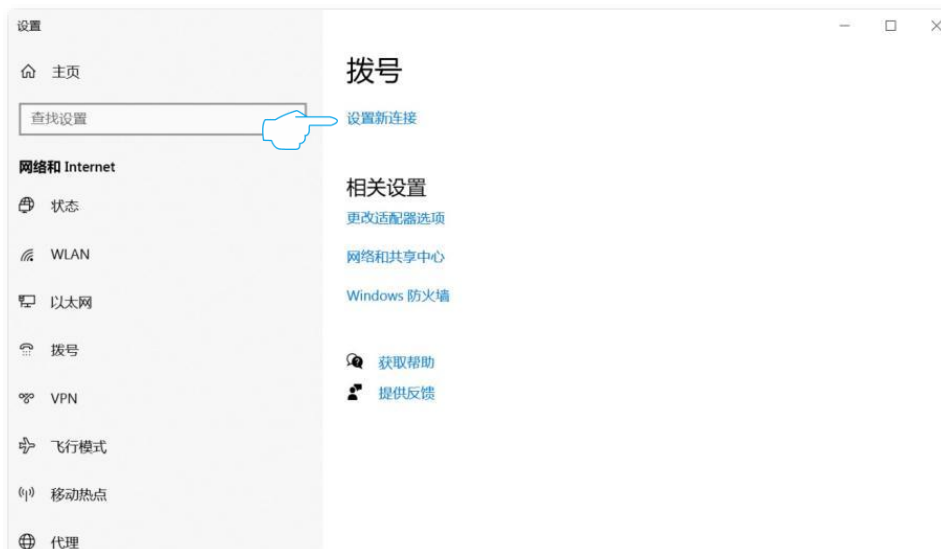 设置
主页
查找设置
网络和 Internet
状态
WLAN
以太网
拨号
VPN
飞行模式
移动热点
代理
拨号
设置新连接
相关设置
更改适配器选项
网络和共享中心
Windows 防火墙
获取帮助
提供反馈